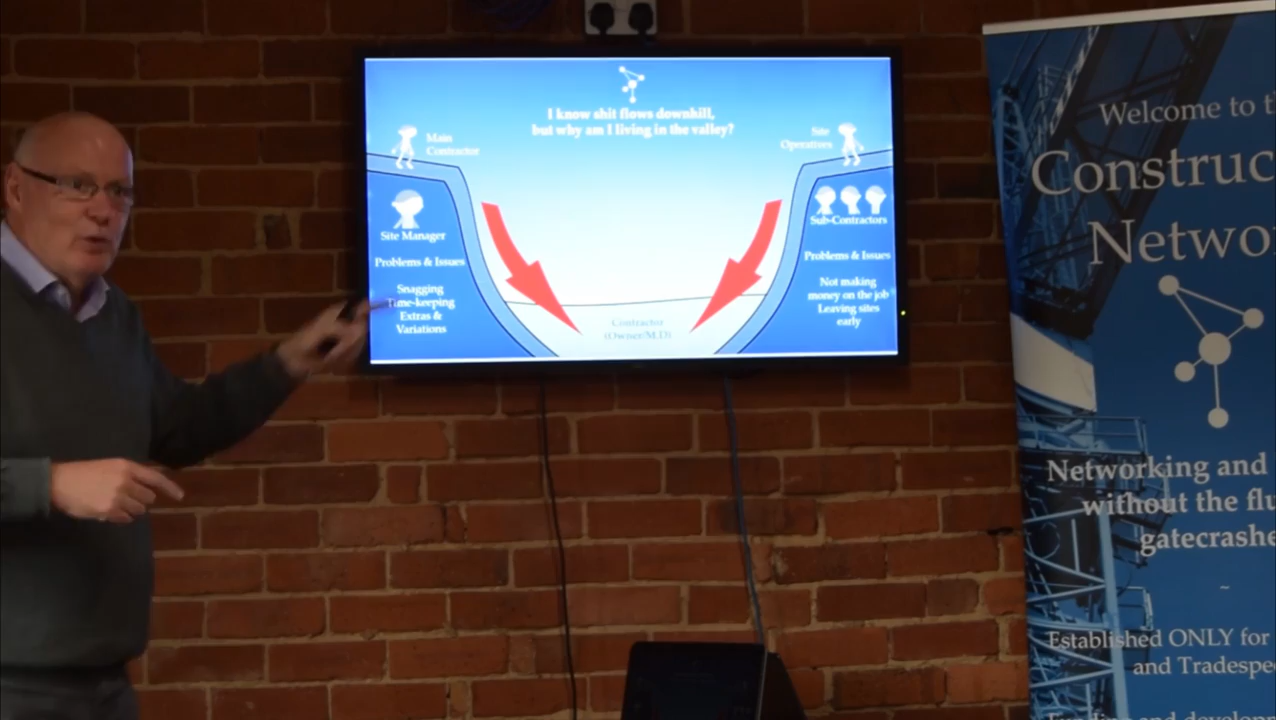 I know shit flows downhill,
but why am I living in the valley?
Main
Contractor
Site
Operatives
Site Manager
Problems & Issues
Snagging
Time-keeping
Extras &
Variations
Sub-Contractors
Problems & Issues
Not making
money on the job
Leaving sites
early
Contractor
(Owner/M.D)
Welcome to
Construc
Netwo
Networking and
without the
gatecrashe
~
Established ONLY for
and Tradespe